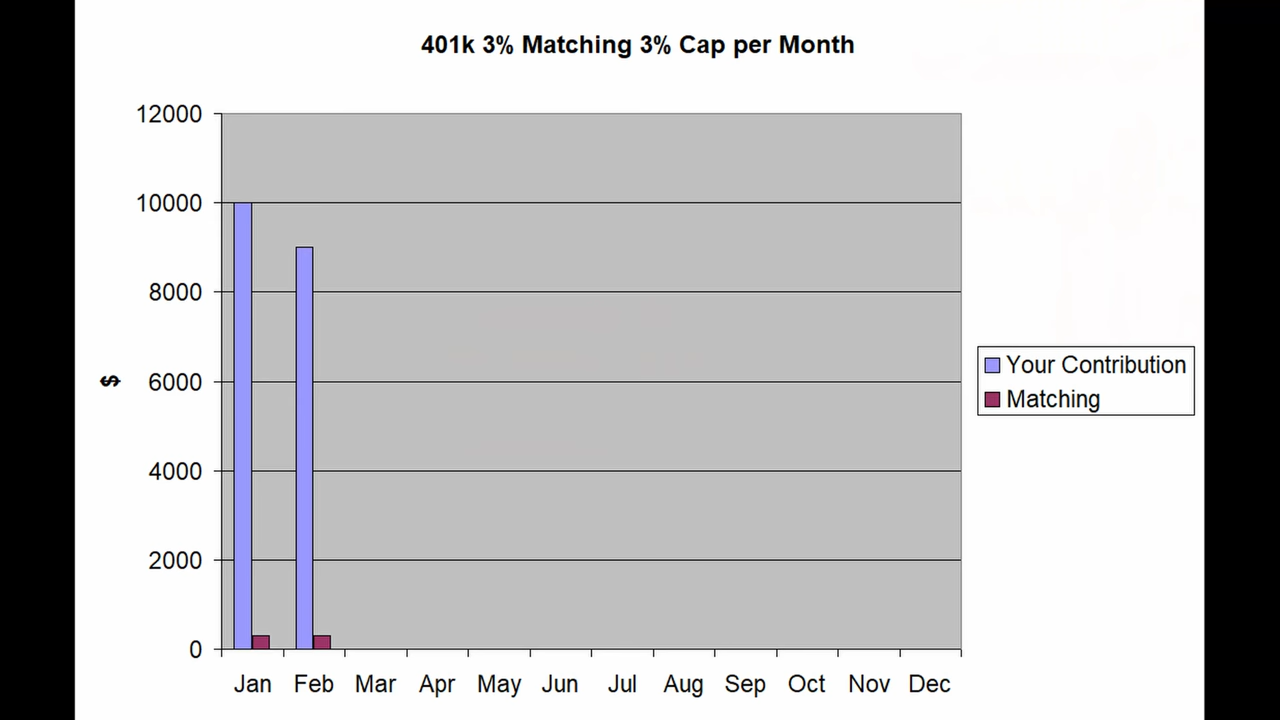 401k 3% Matching 3% Cap per Month
12000
10000
8000
6000
4000
2000
0
$
Jan Feb Mar Apr May Jun Jul Aug Sep Oct Nov Dec
Your Contribution
Matching